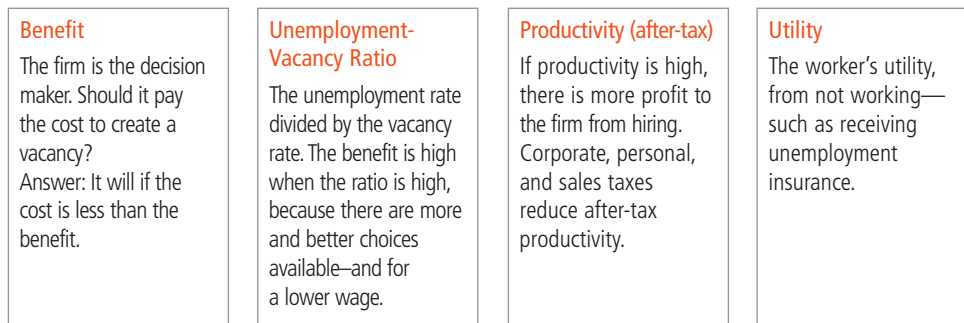 Benefit
The firm is the decision
maker. Should it pay
the cost to create a
vacancy?
Answer: It will if the
cost is less than the
benefit.
Unemployment-
Vacancy Ratio
The unemployment rate
divided by the vacancy
rate. The benefit is high
when the ratio is high,
because there are more
and better choices
available–and for
a lower wage.
Productivity (after-tax)
If productivity is high,
there is more profit to
the firm from hiring.
Corporate, personal,
and sales taxes
reduce after-tax
productivity.
Utility
The worker’s utility,
from not working—
such as receiving
unemployment
insurance.